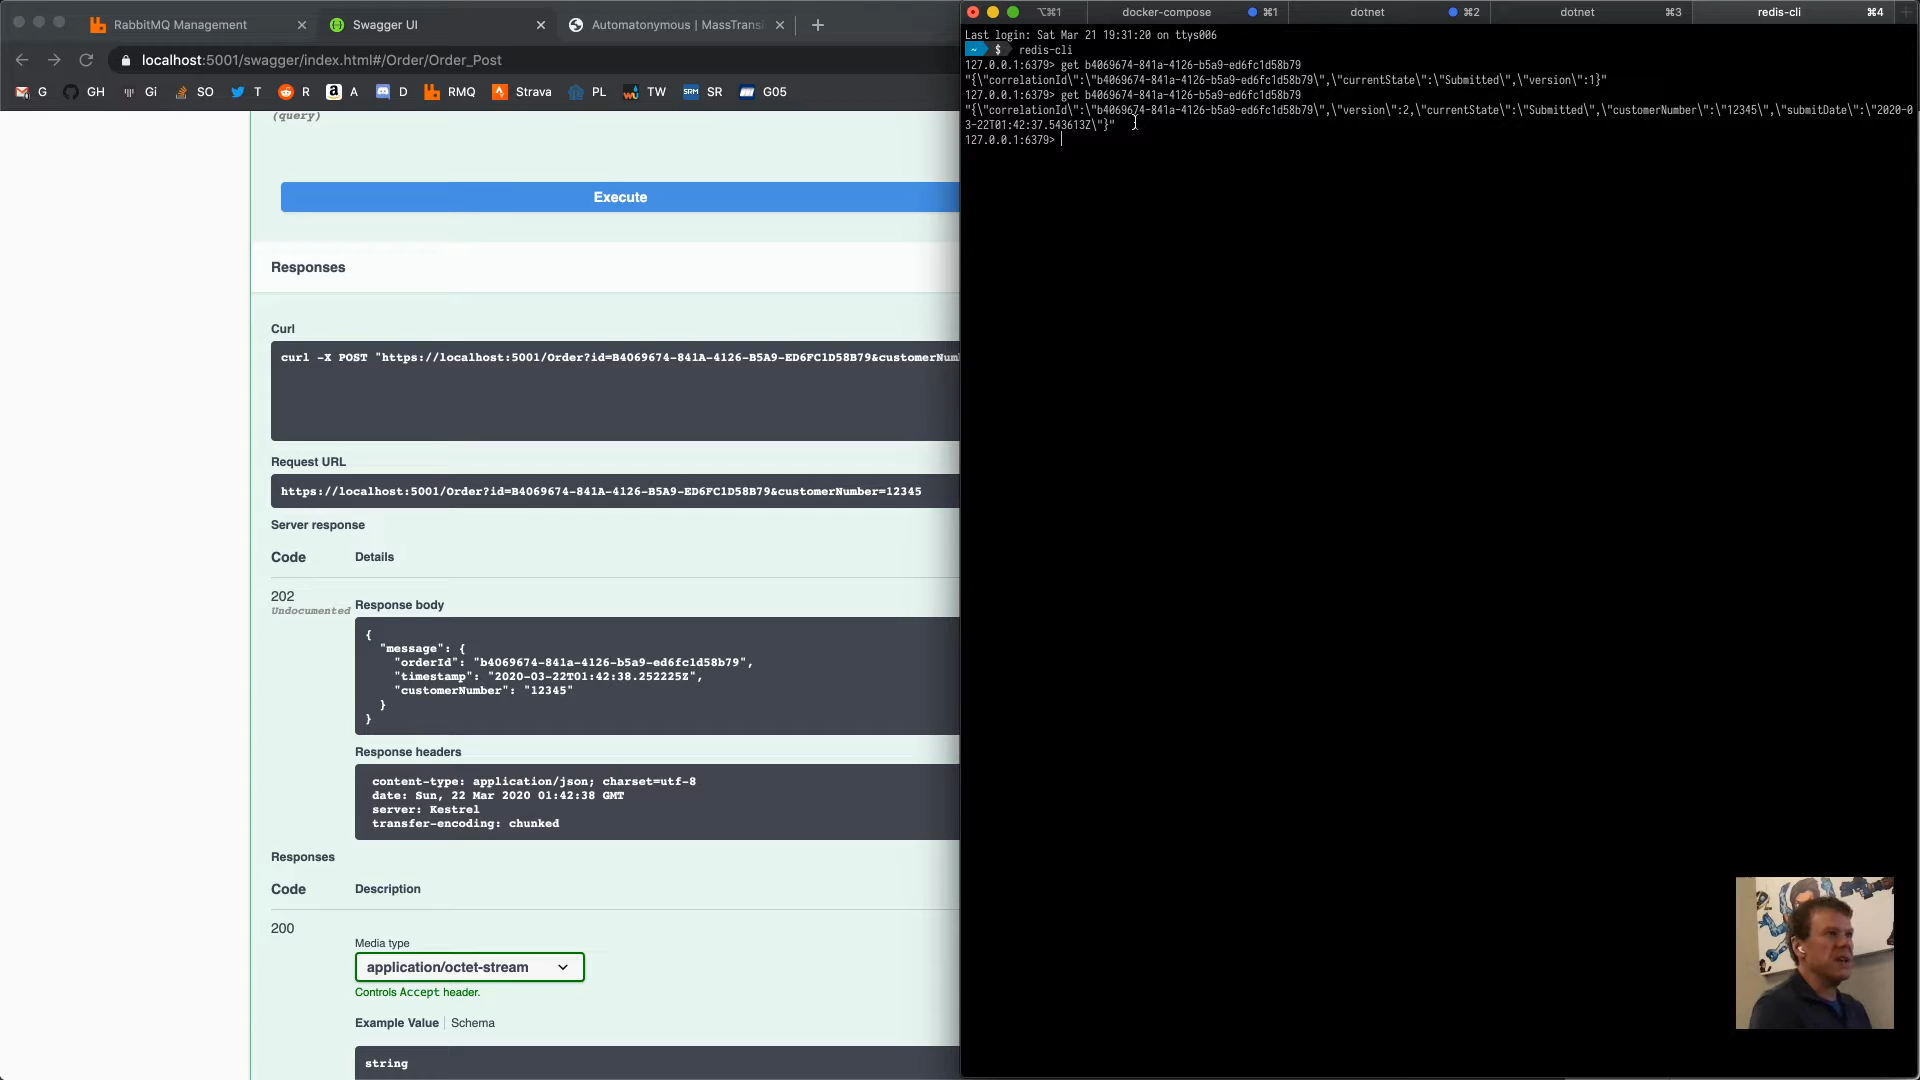 RabbitMQ Management
Swagger UI
Automatonymous | MassTransi
localhost:5001/swagger/index.html#/Order/Order_Post
G
GH
Gi
SO
T
R
A
D
RMQ
Strava
PL
TW
SR
G05
(query)
Execute
Responses
Curl
curl -X POST "https://localhost:5001/Order?id=B4069674-841A-4126-B5A9-ED6FC1D58B79&customerNum
Request URL
https://localhost:5001/Order?id=B4069674-841A-4126-B5A9-ED6FC1D58B79&customerNumber=12345
Server response
Code Details
202
Undocumented
Response body
{
"message": {
"orderId": "b4069674-841a-4126-b5a9-ed6fc1d58b79",
"timestamp": "2020-03-22T01:42:38.252225Z",
"customerNumber": "12345"
}
}
Response headers
content-type: application/json; charset=utf-8
date: Sun, 22 Mar 2020 01:42:38 GMT
server: Kestrel
transfer-encoding: chunked
Responses
Code Description
200
Media type
application/octet-stream
Controls Accept header.
Example Value Schema
string
⌥⌘1 docker-compose ⌘1 dotnet ⌘2 dotnet ⌘3 redis-cli ⌘4
Last login: Sat Mar 21 19:31:20 on ttys006
~ $ redis-cli
127.0.0.1:6379> get b4069674-841a-4126-b5a9-ed6fc1d58b79
"{\"correlationId\":\"b4069674-841a-4126-b5a9-ed6fc1d58b79\",\"currentState\":\"Submitted\",\"version\":1}"
127.0.0.1:6379> get b4069674-841a-4126-b5a9-ed6fc1d58b79
"{\"correlationId\":\"b4069674-841a-4126-b5a9-ed6fc1d58b79\",\"version\":2,\"currentState\":\"Submitted\",\"customerNumber\":\"12345\",\"submitDate\":\"2020-0
3-22T01:42:37.543613Z\"}"
127.0.0.1:6379>